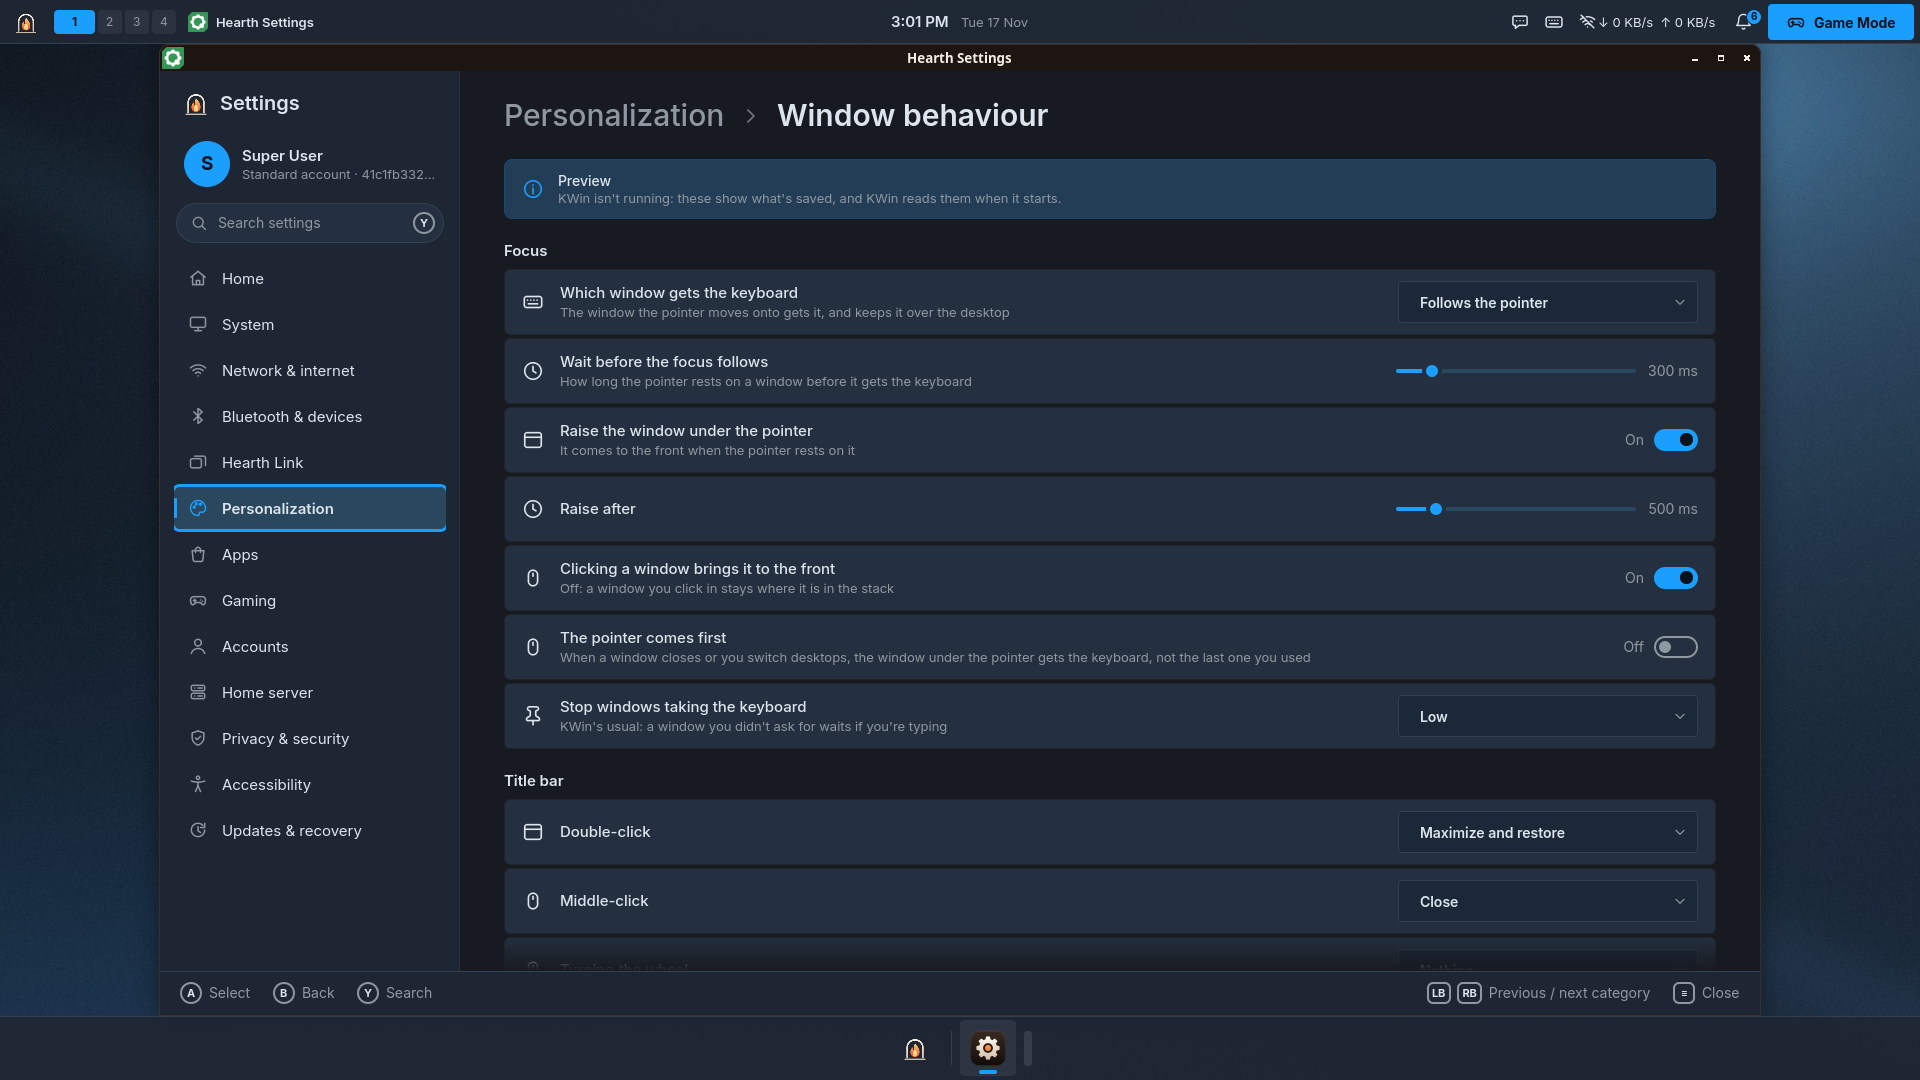 1
2
3
4
Hearth Settings
3:01 PM
Tue 17 Nov
↓ 0 KB/s ↑ 0 KB/s
6
Game Mode
Hearth Settings
Settings
S
Super User
Standard account · 41c1fb332...
Search settings
Y
Home
System
Network & internet
Bluetooth & devices
Hearth Link
Personalization
Apps
Gaming
Accounts
Home server
Privacy & security
Accessibility
Updates & recovery
Personalization > Window behaviour
Preview
KWin isn't running: these show what's saved, and KWin reads them when it starts.
Focus
Which window gets the keyboard
The window the pointer moves onto gets it, and keeps it over the desktop
Follows the pointer
Wait before the focus follows
How long the pointer rests on a window before it gets the keyboard
300 ms
Raise the window under the pointer
It comes to the front when the pointer rests on it
On
Raise after
500 ms
Clicking a window brings it to the front
Off: a window you click in stays where it is in the stack
On
The pointer comes first
When a window closes or you switch desktops, the window under the pointer gets the keyboard, not the last one you used
Off
Stop windows taking the keyboard
KWin's usual: a window you didn't ask for waits if you're typing
Low
Title bar
Double-click
Maximize and restore
Middle-click
Close
Turning the wheel
Nothing
A Select
B Back
Y Search
LB RB Previous / next category
Close